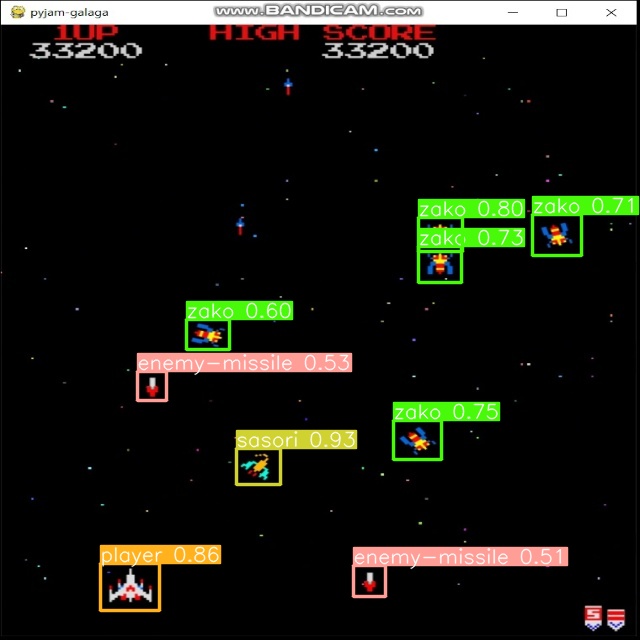 pyjam-galaga
www.BANDICAM.com
1UP HIGH SCORE
33200 33200
zako 0.71
zako 0.80
zako 0.73
zako 0.60
enemy-missile 0.53
zako 0.75
sasori 0.93
player 0.86
enemy-missile 0.51
5